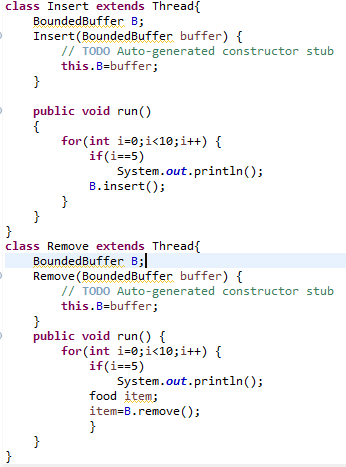 class Insert extends Thread{
BoundedBuffer B;
Insert(BoundedBuffer buffer) {
// TODO Auto-generated constructor stub
this.B=buffer;
}
public void run()
{
for(int i=0;i<10;i++) {
if(i==5)
System.out.println();
B.insert();
}
}
}
class Remove extends Thread{
BoundedBuffer B;
Remove(BoundedBuffer buffer) {
// TODO Auto-generated constructor stub
this.B=buffer;
}
public void run() {
for(int i=0;i<10;i++) {
if(i==5)
System.out.println();
food item;
item=B.remove();
}
}
}